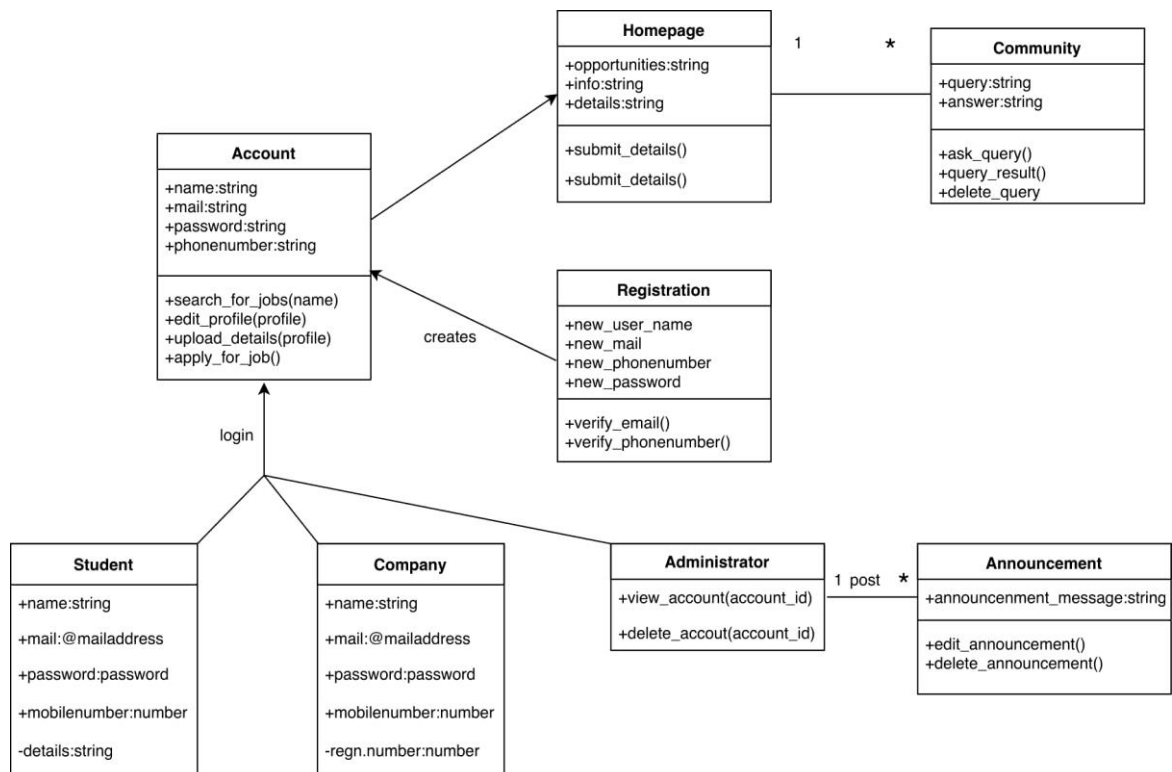 Homepage
+opportunities:string
+info:string
+details:string
+submit_details()
+submit_details()
1
*
Community
+query:string
+answer:string
+ask_query()
+query_result()
+delete_query
Account
+name:string
+mail:string
+password:string
+phonenumber:string
+search_for_jobs(name)
+edit_profile(profile)
+upload_details(profile)
+apply_for_job()
creates
Registration
+new_user_name
+new_mail
+new_phonenumber
+new_password
+verify_email()
+verify_phonenumber()
login
Student
+name:string
+mail:@mailaddress
+password:password
+mobilenumber:number
-details:string
Company
+name:string
+mail:@mailaddress
+password:password
+mobilenumber:number
-regn.number:number
Administrator
+view_account(account_id)
+delete_accout(account_id)
1 post *
Announcement
+announcenment_message:string
+edit_announcement()
+delete_announcement()